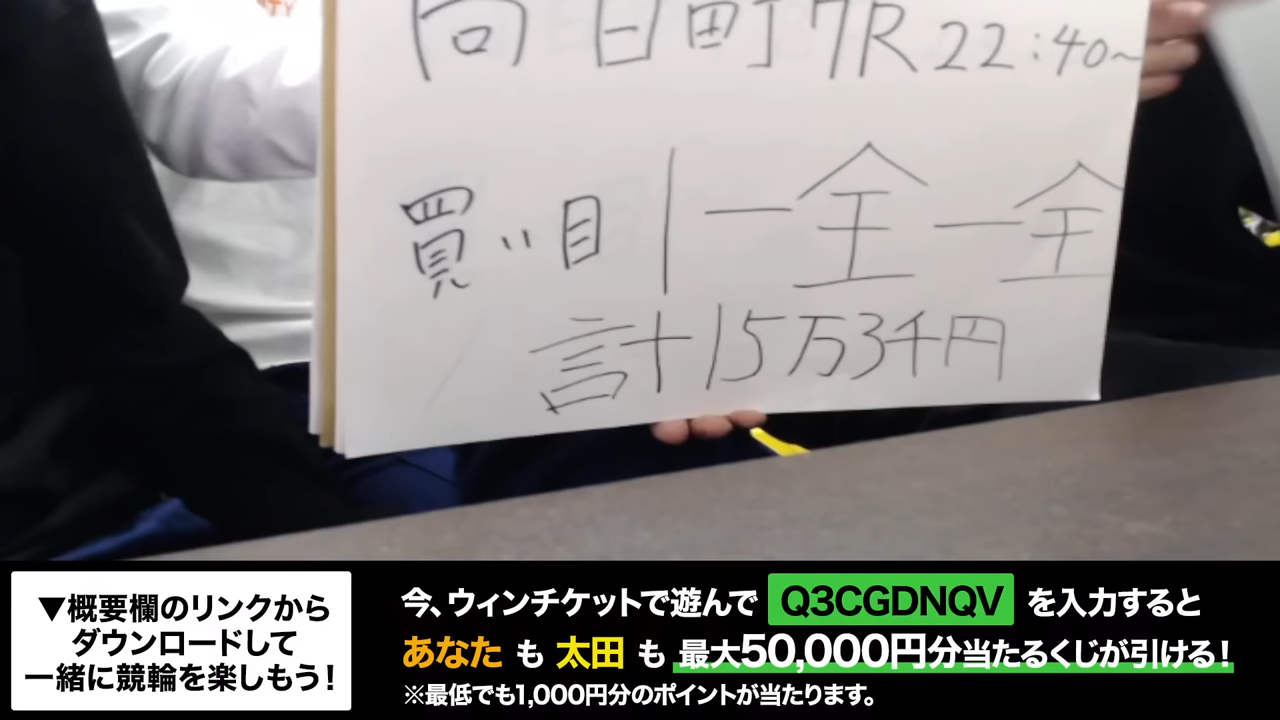 向日町7R 22:40~
買い目 1-全-全
計15万3千円
▼概要欄のリンクから
ダウンロードして
一緒に競輪を楽しもう!
今、ウィンチケットで遊んで Q3CGDNQV を入力すると
あなた も 太田 も 最大50,000円分当たるくじが引ける!
※最低でも1,000円分のポイントが当たります。